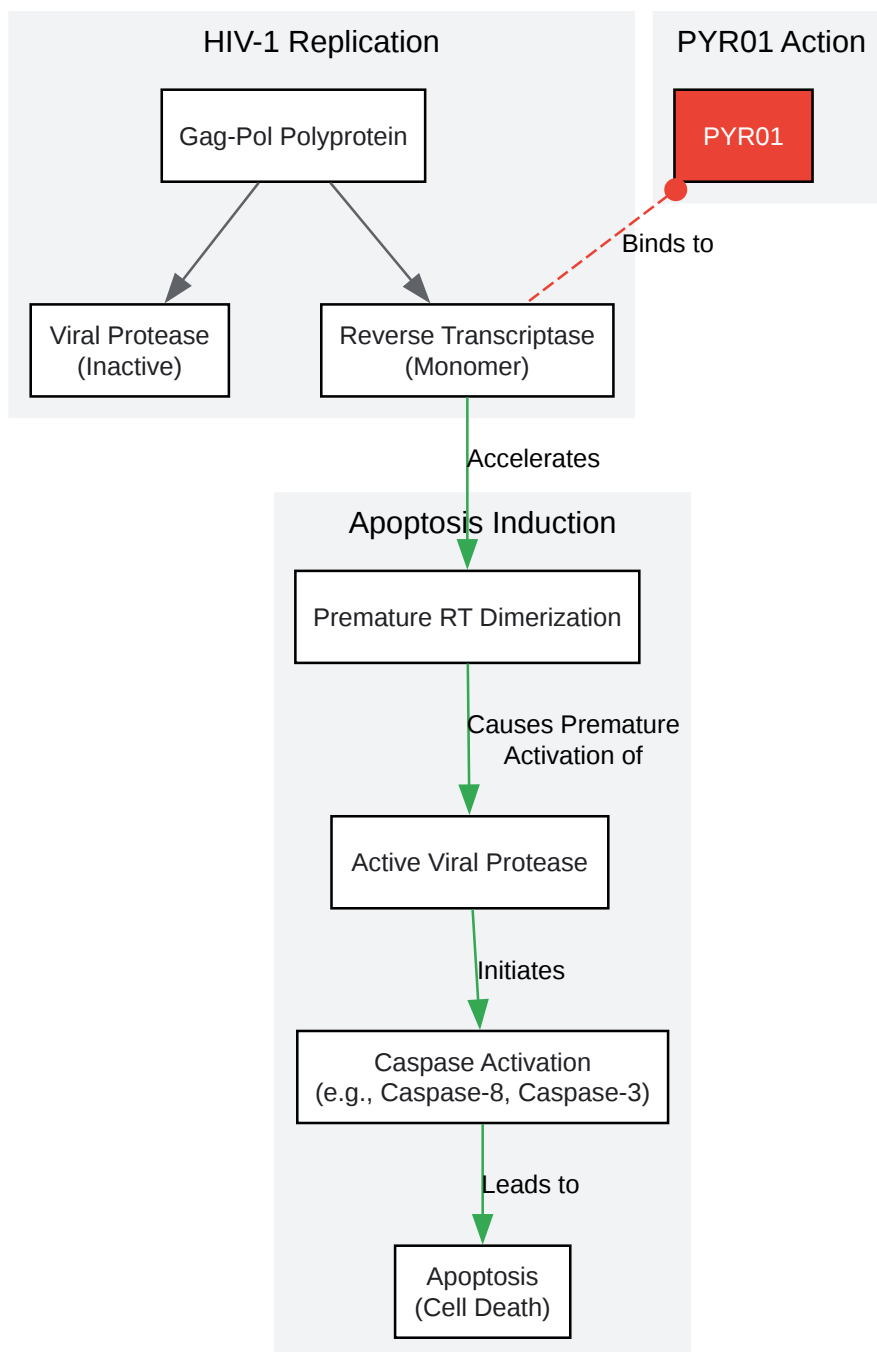 HIV-1 Replication
PYR01 Action
Gag-Pol Polyprotein
PYR01
Binds to
Viral Protease
(Inactive)
Reverse Transcriptase
(Monomer)
Accelerates
Apoptosis Induction
Premature RT Dimerization
Causes Premature
Activation of
Active Viral Protease
Initiates
Caspase Activation
(e.g., Caspase-8, Caspase-3)
Leads to
Apoptosis
(Cell Death)